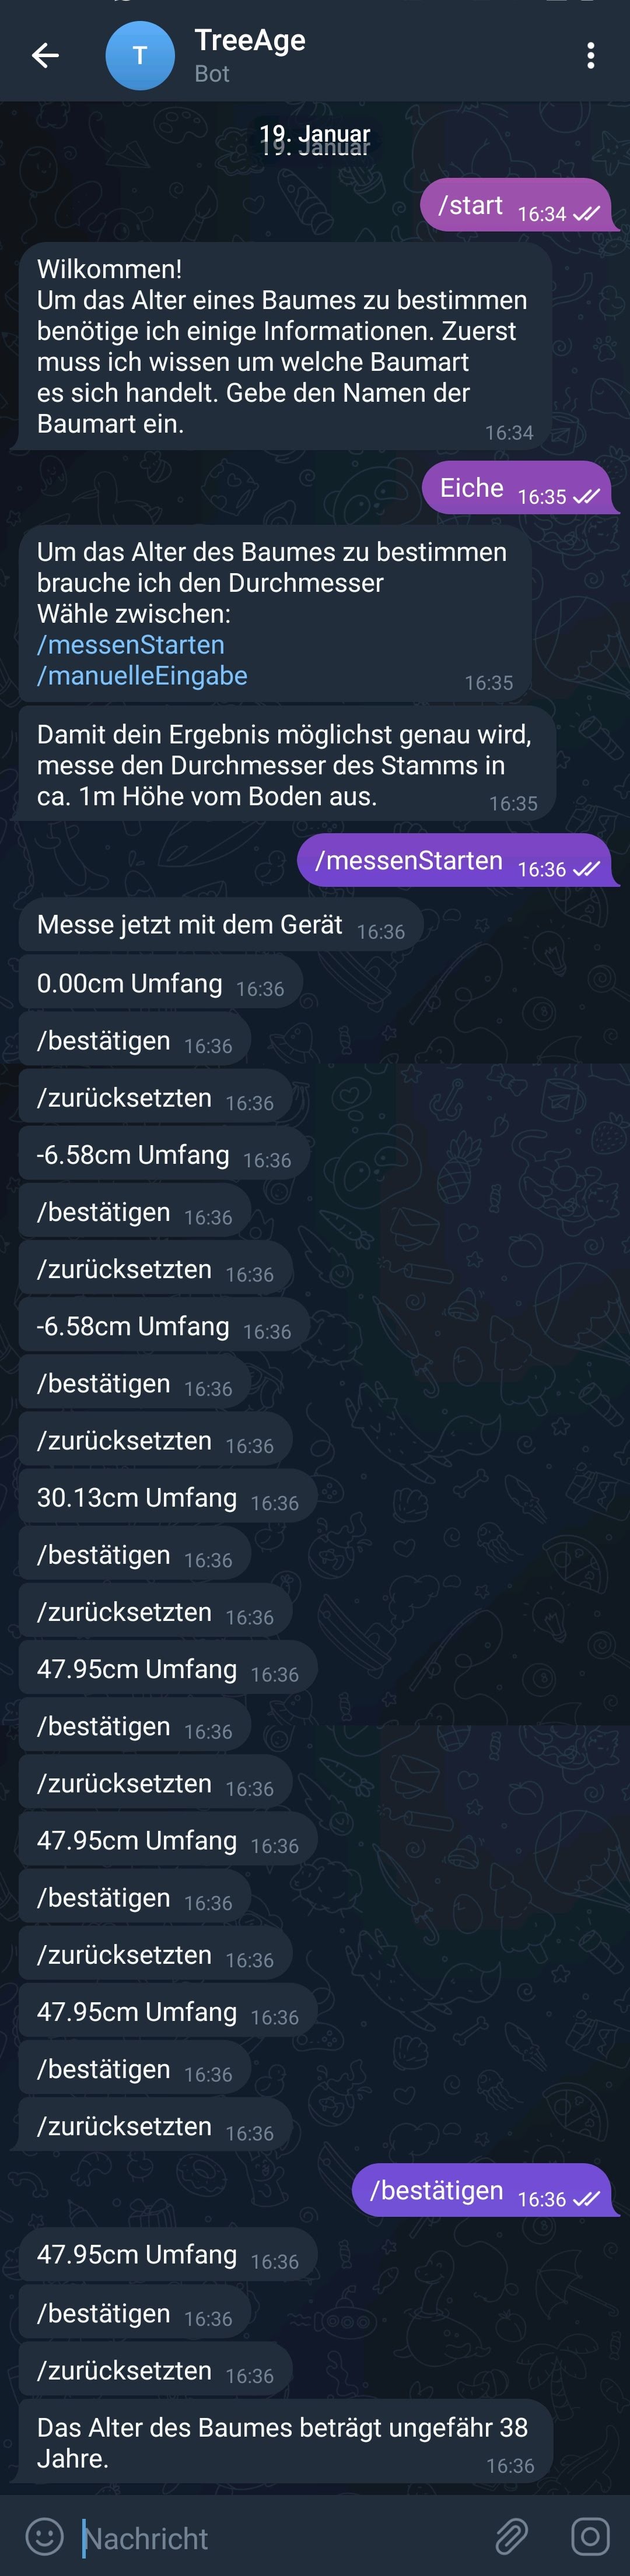 TreeAge
T
Bot
19. Januar
19. Januar
/start 16:34
Wilkommen!
Um das Alter eines Baumes zu bestimmen
benötige ich einige Informationen. Zuerst
muss ich wissen um welche Baumart
es sich handelt. Gebe den Namen der
Baumart ein. 16:34
Eiche 16:35
Um das Alter des Baumes zu bestimmen
brauche ich den Durchmesser
Wähle zwischen:
/messenStarten
/manuelleEingabe 16:35
Damit dein Ergebnis möglichst genau wird,
messe den Durchmesser des Stamms in
ca. 1m Höhe vom Boden aus. 16:35
/messenStarten 16:36
Messe jetzt mit dem Gerät 16:36
0.00cm Umfang 16:36
/bestätigen 16:36
/zurücksetzten 16:36
-6.58cm Umfang 16:36
/bestätigen 16:36
/zurücksetzten 16:36
-6.58cm Umfang 16:36
/bestätigen 16:36
/zurücksetzten 16:36
30.13cm Umfang 16:36
/bestätigen 16:36
/zurücksetzten 16:36
47.95cm Umfang 16:36
/bestätigen 16:36
/zurücksetzten 16:36
47.95cm Umfang 16:36
/bestätigen 16:36
/zurücksetzten 16:36
47.95cm Umfang 16:36
/bestätigen 16:36
/zurücksetzten 16:36
/bestätigen 16:36
47.95cm Umfang 16:36
/bestätigen 16:36
/zurücksetzten 16:36
Das Alter des Baumes beträgt ungefähr 38
Jahre. 16:36
Nachricht